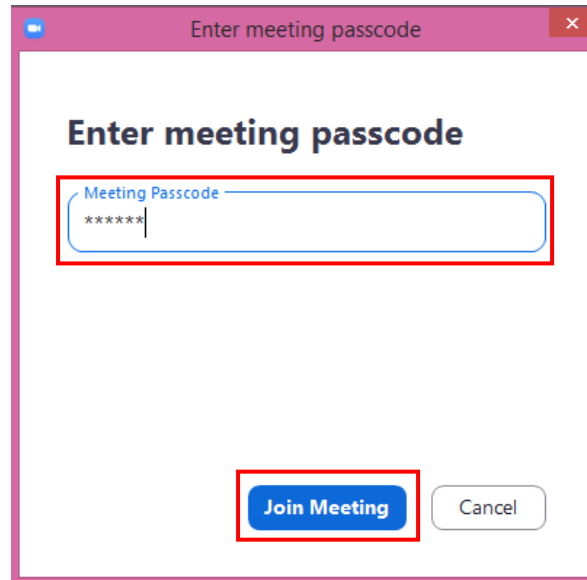 Enter meeting passcode
Enter meeting passcode
Meeting Passcode
******
Join Meeting
Cancel